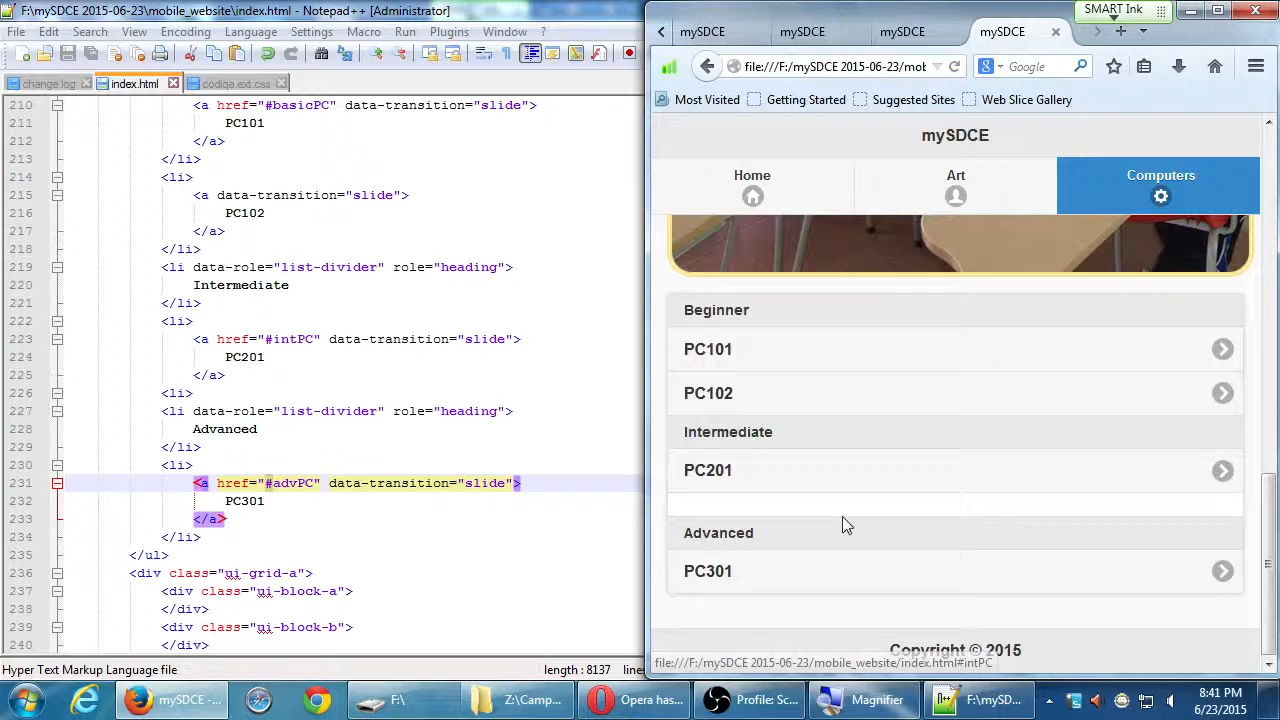 F:\mySDCE 2015-06-23\mobile_website\index.html - Notepad++ [Administrator]
File Edit Search View Encoding Language Settings Macro Run Plugins Window ? X
change.log index.html codiqa.ext.css
210 <a href="#basicPC" data-transition="slide">
211 PC101
212 </a>
213 </li>
214 <li>
215 <a data-transition="slide">
216 PC102
217 </a>
218 </li>
219 <li data-role="list-divider" role="heading">
220 Intermediate
221 </li>
222 <li>
223 <a href="#intPC" data-transition="slide">
224 PC201
225 </a>
226 <li>
227 <li data-role="list-divider" role="heading">
228 Advanced
229 </li>
230 <li>
231 <a href="#advPC" data-transition="slide">
232 PC301
233 </a>
234 </li>
235 </ul>
236 <div class="ui-grid-a">
237 <div class="ui-block-a">
238 </div>
239 <div class="ui-block-b">
240 </div>
Hyper Text Markup Language file length : 8137 lines
SMART Ink
mySDCE mySDCE mySDCE mySDCE
file:///F:/mySDCE 2015-06-23/mob Google
Most Visited Getting Started Suggested Sites Web Slice Gallery
mySDCE
Home Art Computers
Beginner
PC101
PC102
Intermediate
PC201
Advanced
PC301
Copyright © 2015
file:///F:/mySDCE 2015-06-23/mobile_website/index.html#intPC
mySDCE -... F:\ Z:\Camp... Opera has... Profile: Sc... Magnifier F:\mySD...
8:41 PM
6/23/2015